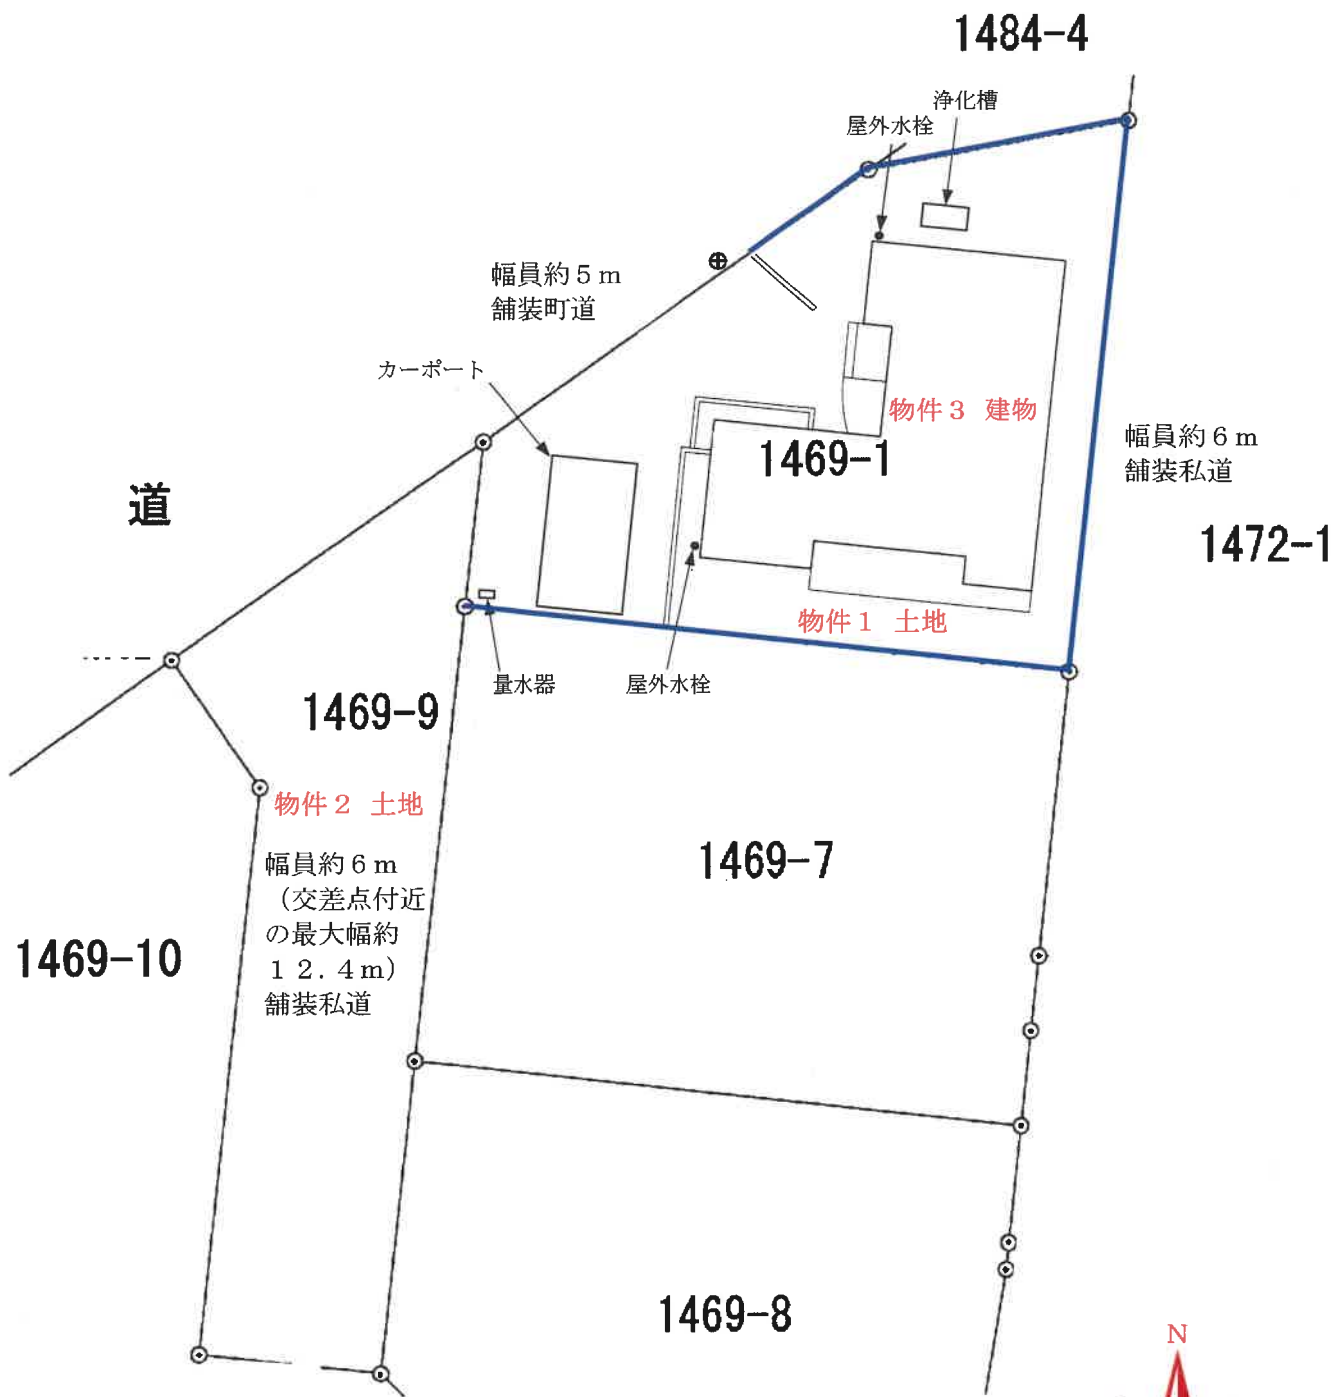 1484-4
浄化槽
屋外水栓
幅員約５ｍ
舗装町道
カーポート
物件３ 建物
1469-1
幅員約６ｍ
舗装私道
道
1472-1
物件１ 土地
量水器
屋外水栓
1469-9
物件２ 土地
幅員約６ｍ
（交差点付近
の最大幅約
１２.４ｍ）
舗装私道
1469-7
1469-10
1469-8
N